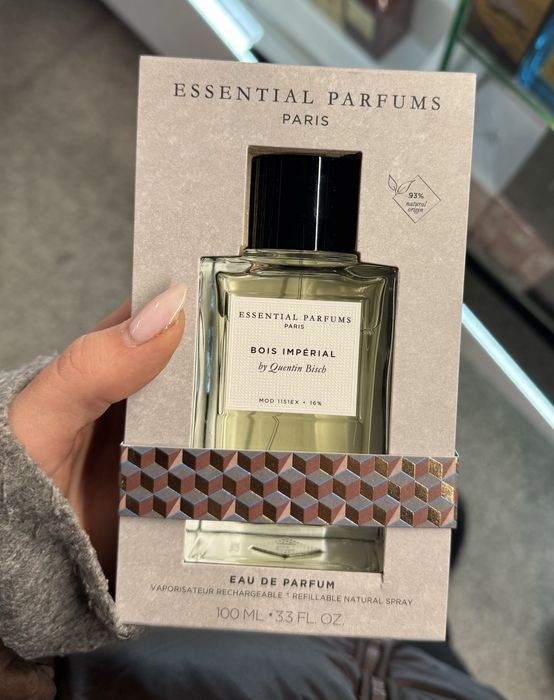 ESSENTIAL PARFUMS
PARIS
93%
natural
origin
ESSENTIAL PARFUMS
PARIS
BOIS IMPÉRIAL
by Quentin Bisch
MOD 1151EX • 16%
EAU DE PARFUM
VAPORISATEUR RECHARGEABLE * REFILLABLE NATURAL SPRAY
100 ML • 3.3 FL. OZ.